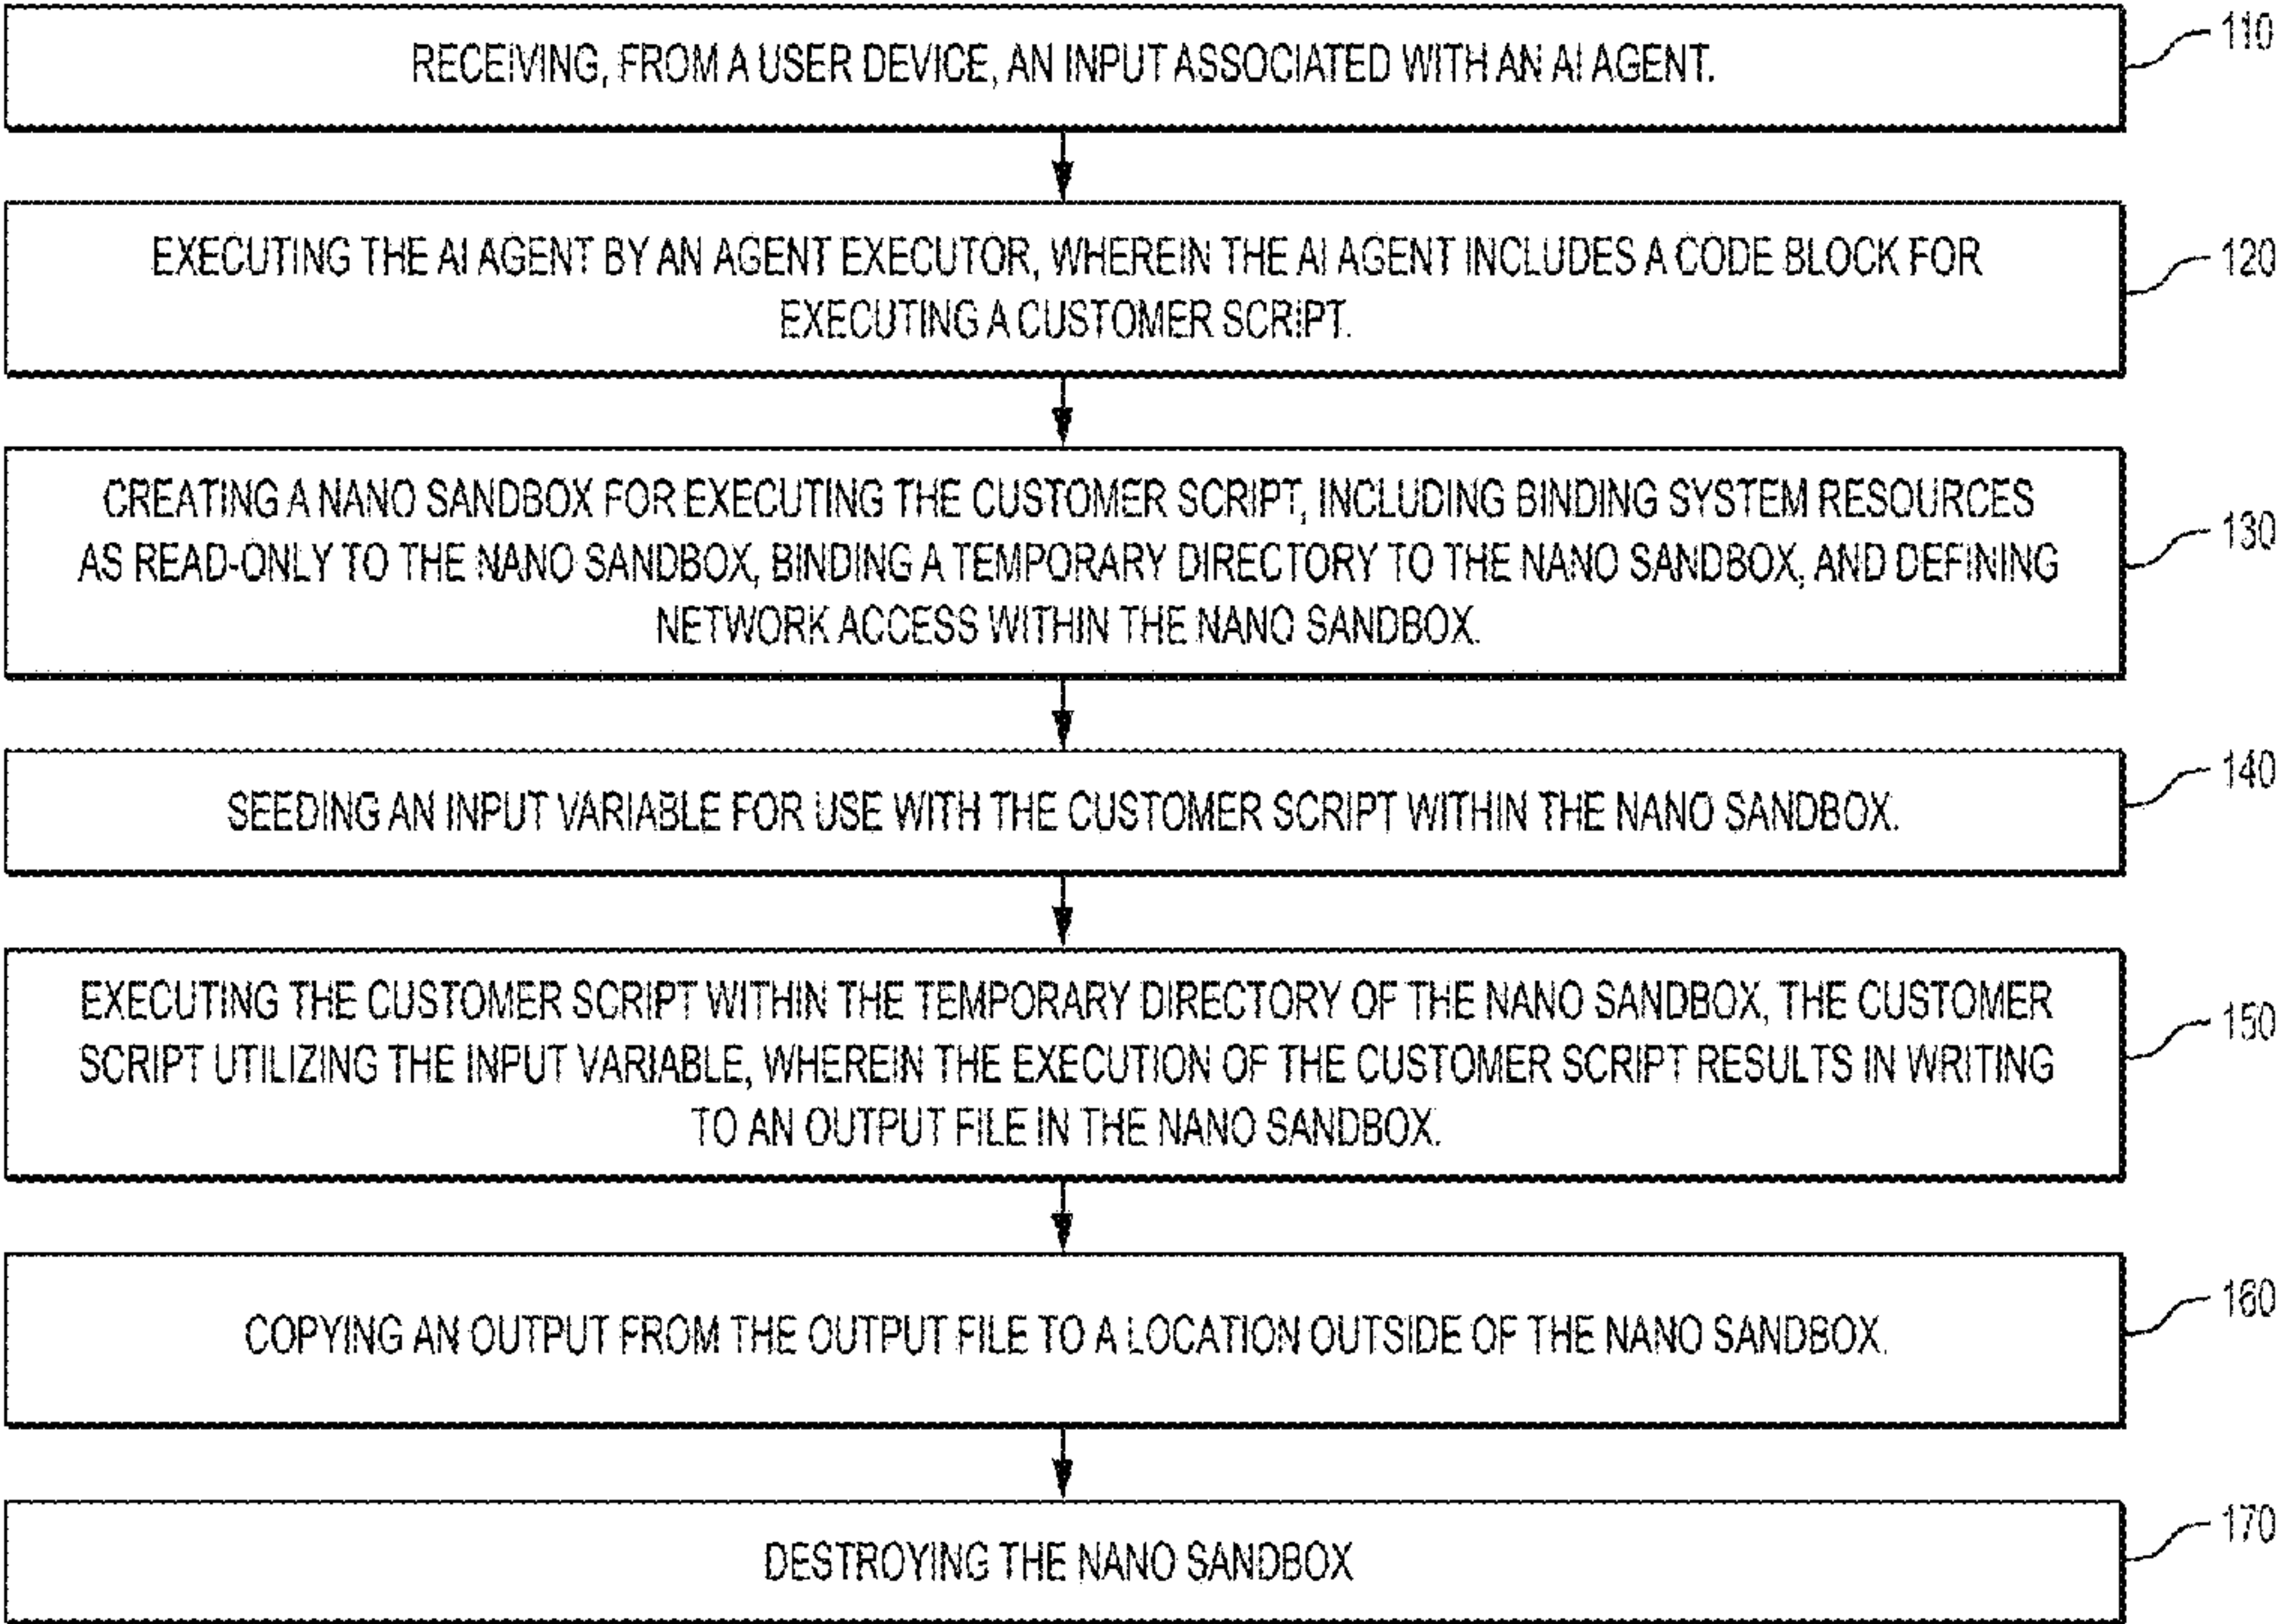 RECEIVING, FROM A USER DEVICE, AN INPUT ASSOCIATED WITH AN AI AGENT.
110
EXECUTING THE AI AGENT BY AN AGENT EXECUTOR, WHEREIN THE AI AGENT INCLUDES A CODE BLOCK FOR
EXECUTING A CUSTOMER SCRIPT.
120
CREATING A NANO SANDBOX FOR EXECUTING THE CUSTOMER SCRIPT, INCLUDING BINDING SYSTEM RESOURCES
AS READ-ONLY TO THE NANO SANDBOX, BINDING A TEMPORARY DIRECTORY TO THE NANO SANDBOX, AND DEFINING
NETWORK ACCESS WITHIN THE NANO SANDBOX.
130
SEEDING AN INPUT VARIABLE FOR USE WITH THE CUSTOMER SCRIPT WITHIN THE NANO SANDBOX.
140
EXECUTING THE CUSTOMER SCRIPT WITHIN THE TEMPORARY DIRECTORY OF THE NANO SANDBOX, THE CUSTOMER
SCRIPT UTILIZING THE INPUT VARIABLE, WHEREIN THE EXECUTION OF THE CUSTOMER SCRIPT RESULTS IN WRITING
TO AN OUTPUT FILE IN THE NANO SANDBOX.
150
COPYING AN OUTPUT FROM THE OUTPUT FILE TO A LOCATION OUTSIDE OF THE NANO SANDBOX.
160
DESTROYING THE NANO SANDBOX
170